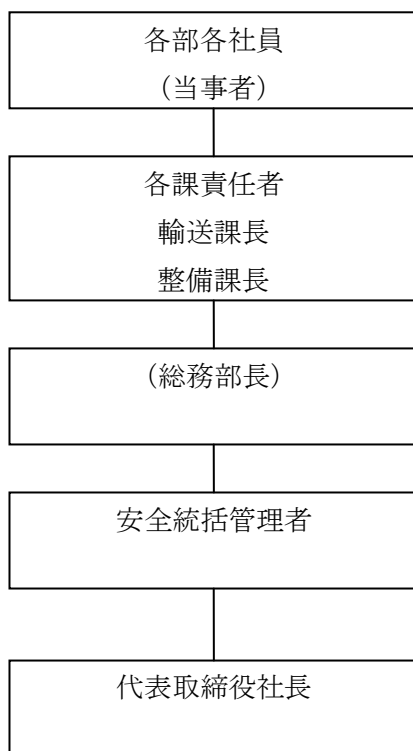 各部各社員
（当事者）
各課責任者
輸送課長
整備課長
（総務部長）
安全統括管理者
代表取締役社長